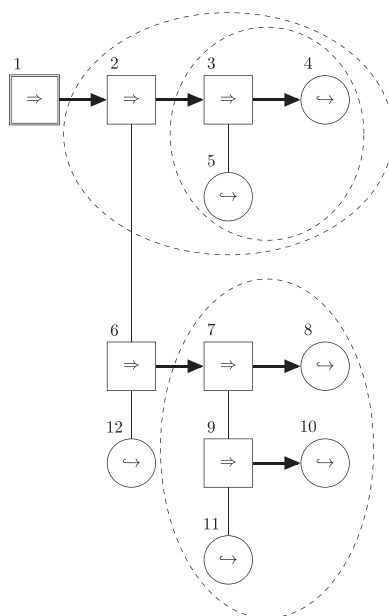 1 2 3 4
⇒ ⇒ ⇒ ↪
5
↪
6 7 8
⇒ ⇒ ↪
12 9 10
↪ ⇒ ↪
11
↪